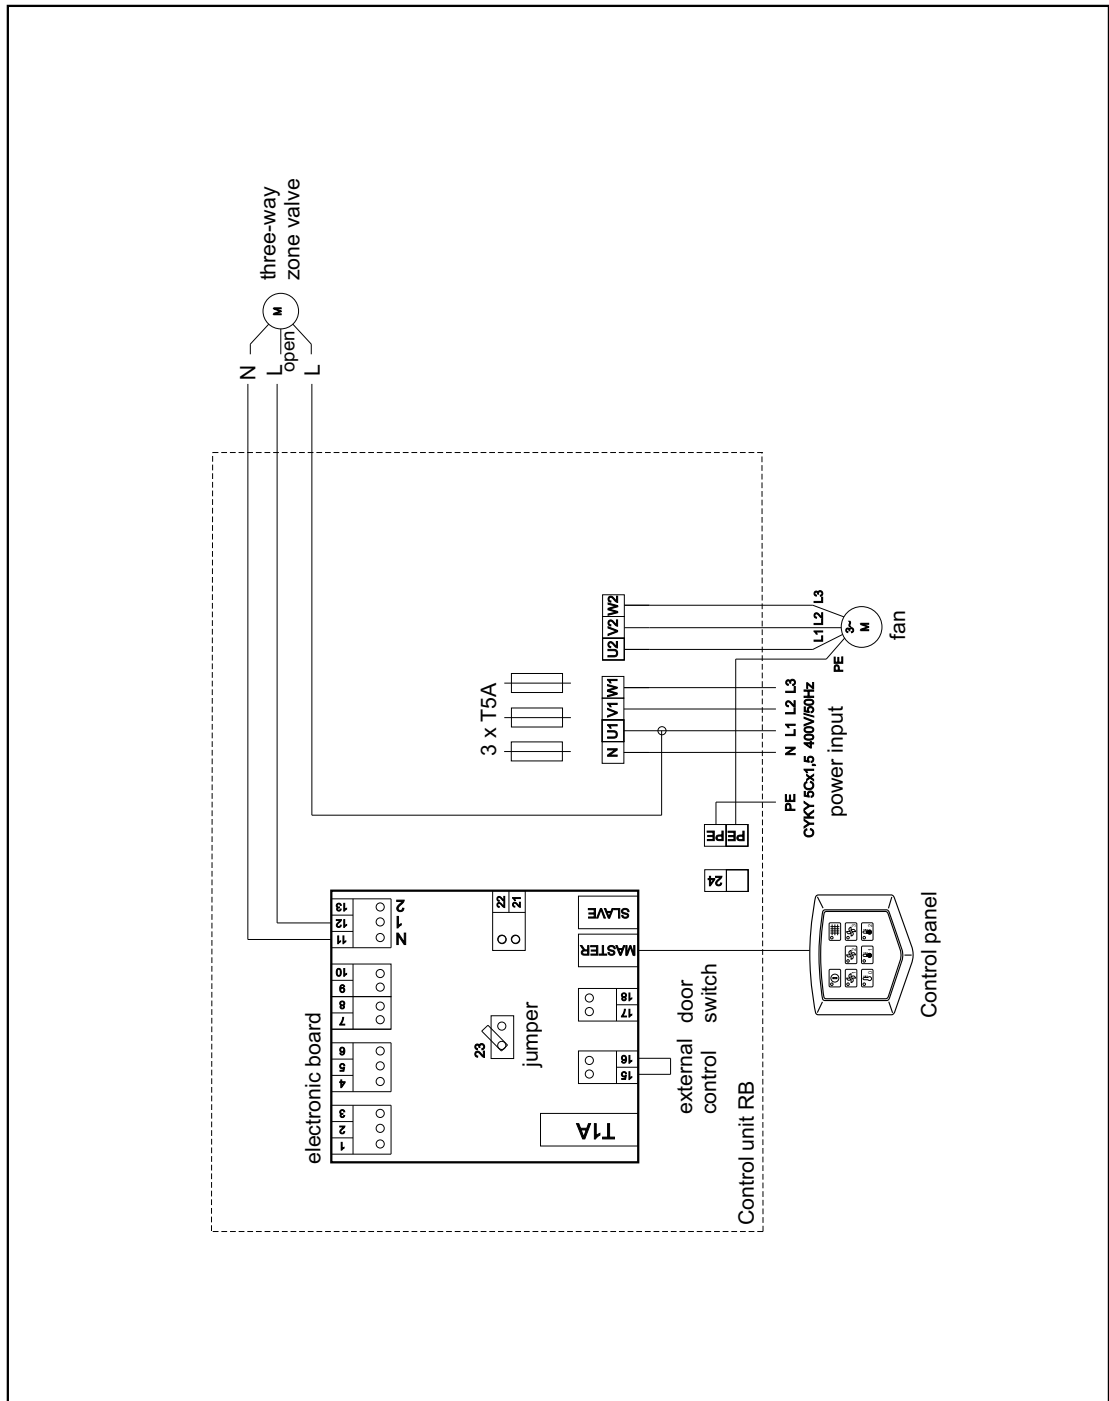 three-way
zone valve
M
N
L
open
L
3 x T5A
N U1 V1 W1
U2 V2 W2
L1 L2 L3
PE
3~
M
fan
PE N L1 L2 L3
CYKY 5Cx1,5 400V/50Hz
power input
PE
PE
24
electronic board
1 2 3
4 5 6
7 8 9 10
11 12 13
N 1 2
22
21
23
jumper
T1A
15 16
17 18
MASTER
SLAVE
external
control
door
switch
Control unit RB
Control panel